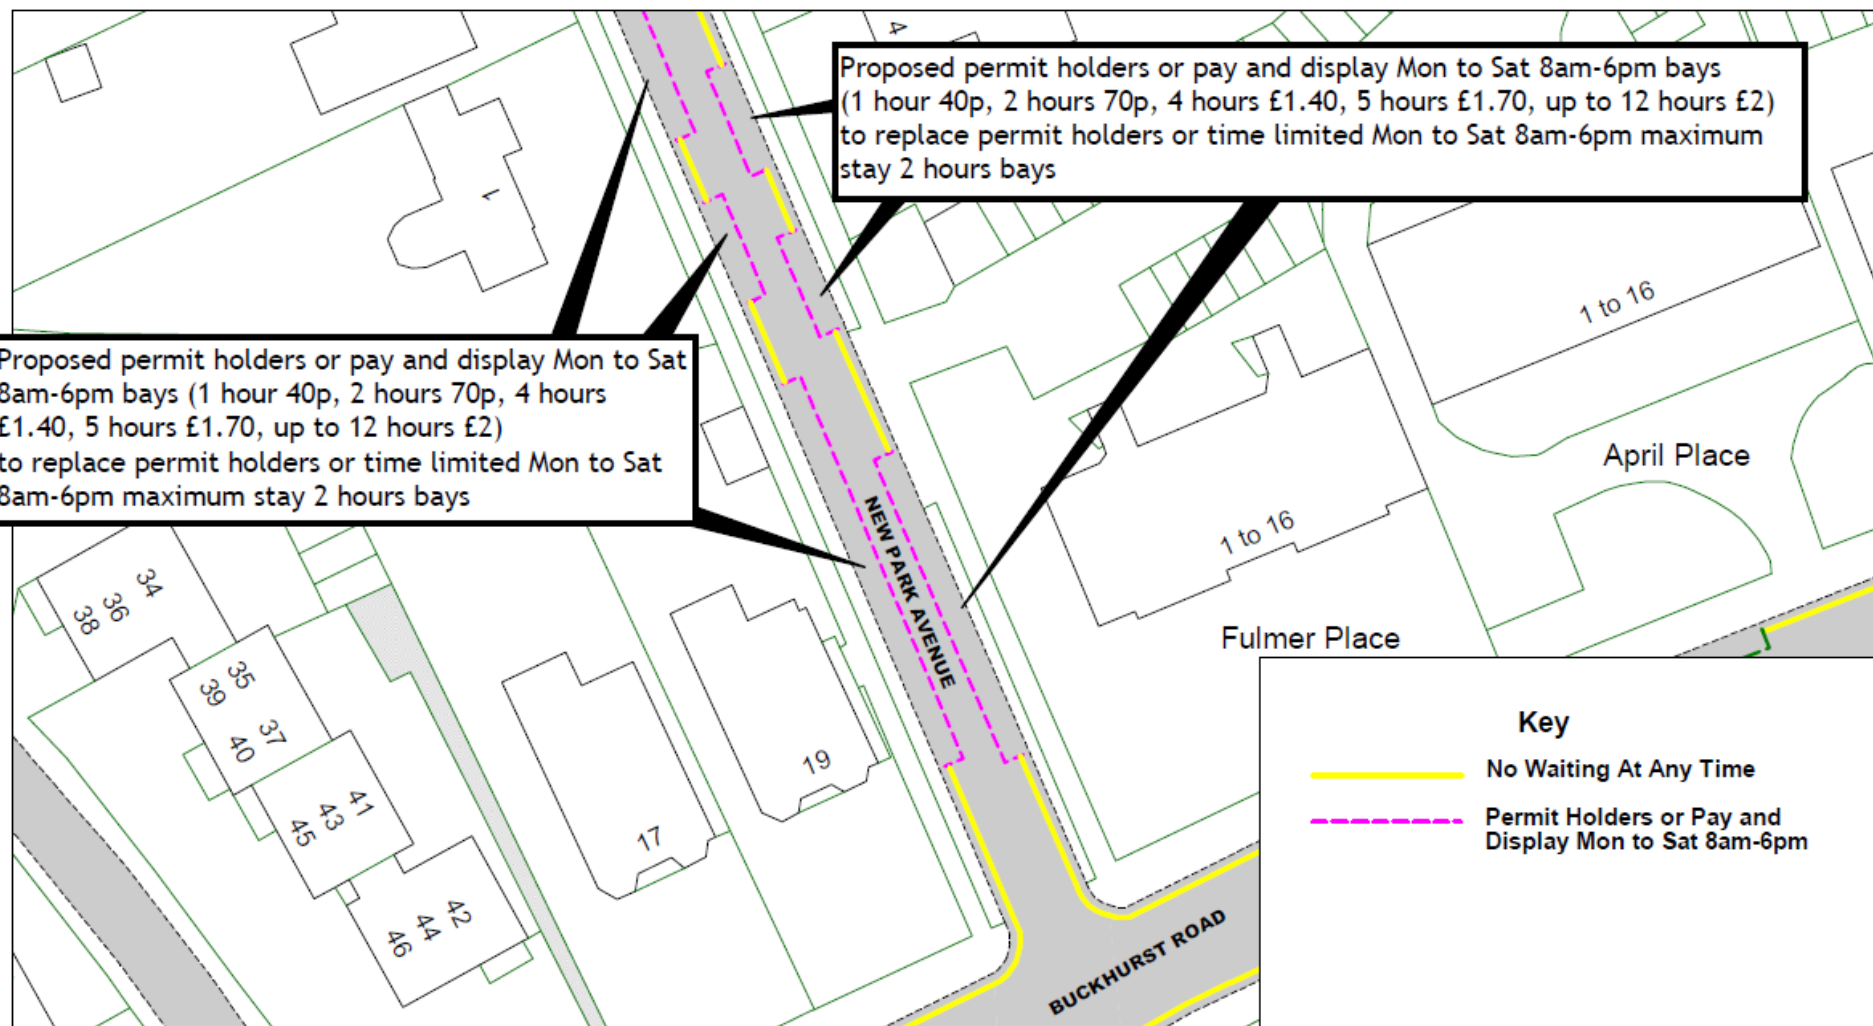 4
Proposed permit holders or pay and display Mon to Sat 8am-6pm bays
(1 hour 40p, 2 hours 70p, 4 hours £1.40, 5 hours £1.70, up to 12 hours £2)
to replace permit holders or time limited Mon to Sat 8am-6pm maximum
stay 2 hours bays
1
1 to 16
Proposed permit holders or pay and display Mon to Sat
8am-6pm bays (1 hour 40p, 2 hours 70p, 4 hours
£1.40, 5 hours £1.70, up to 12 hours £2)
to replace permit holders or time limited Mon to Sat
8am-6pm maximum stay 2 hours bays
April Place
NEW PARK AVENUE
1 to 16
34
36
38
Fulmer Place
35
39
37
40
41
43
45
19
17
42
44
46
BUCKHURST ROAD
Key
No Waiting At Any Time
Permit Holders or Pay and
Display Mon to Sat 8am-6pm